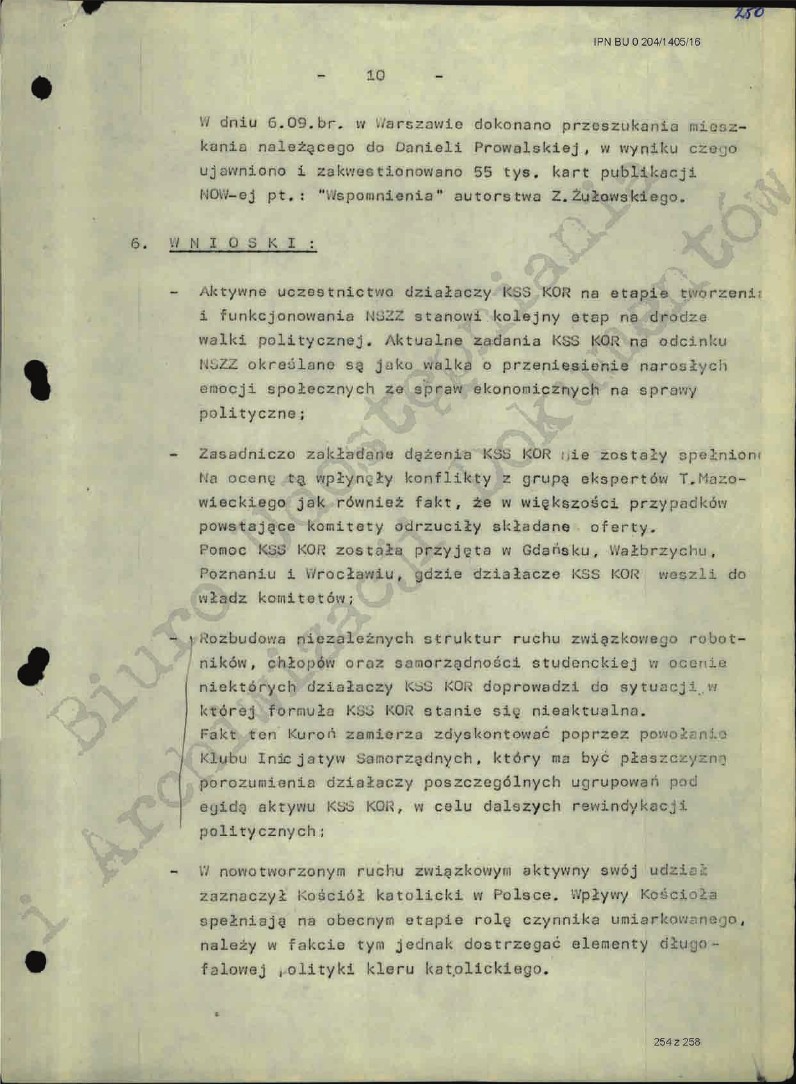 250
IPN BU 0 204/1405/16
- 10 -
W dniu 6.09.br. w Warszawie dokonano przeszukania miesz-
kania należącego do Danieli Prowalskiej, w wyniku czego
ujawniono i zakwestionowano 55 tys. kart publikacji
NOW-ej pt.: "Wspomnienia" autorstwa Z.Żułowskiego.
6. W N I O S K I :
- Aktywne uczestnictwo działaczy KSS KOR na etapie tworzeni
i funkcjonowania NSZZ stanowi kolejny etap na drodze
walki politycznej. Aktualne zadania KSS KOR na odcinku
NSZZ określane są jako walka o przeniesienie narosłych
emocji społecznych ze spraw ekonomicznych na sprawy
polityczne;
- Zasadniczo zakładane dążenia KSS KOR nie zostały spełnion
Na ocenę tą wpłynęły konflikty z grupą ekspertów T.Mazo-
wieckiego jak również fakt, że w większości przypadków
powstające komitety odrzuciły składane oferty.
Pomoc KSS KOR została przyjęta w Gdańsku, Wałbrzychu,
Poznaniu i Wrocławiu, gdzie działacze KSS KOR weszli do
władz komitetów;
- Rozbudowa niezależnych struktur ruchu związkowego robot-
ników, chłopów oraz samorządności studenckiej w ocenie
niektórych działaczy KSS KOR doprowadzi do sytuacji w
której formuła KSS KOR stanie się nieaktualna.
Fakt ten Kuroń zamierza zdyskontować poprzez powołanie
Klubu Inicjatyw Samorządnych, który ma być płaszczyzną
porozumienia działaczy poszczególnych ugrupowań pod
egidą aktywu KSS KOR, w celu dalszych rewindykacji
politycznych;
- W nowotworzonym ruchu związkowym aktywny swój udział
zaznaczył Kościół katolicki w Polsce. Wpływy Kościoła
spełniają na obecnym etapie rolę czynnika umiarkowanego,
należy w fakcie tym jednak dostrzegać elementy długo-
falowej polityki kleru katolickiego.
Biuro Udostępniania
i Archiwizacji Dokumentów
254 z 258